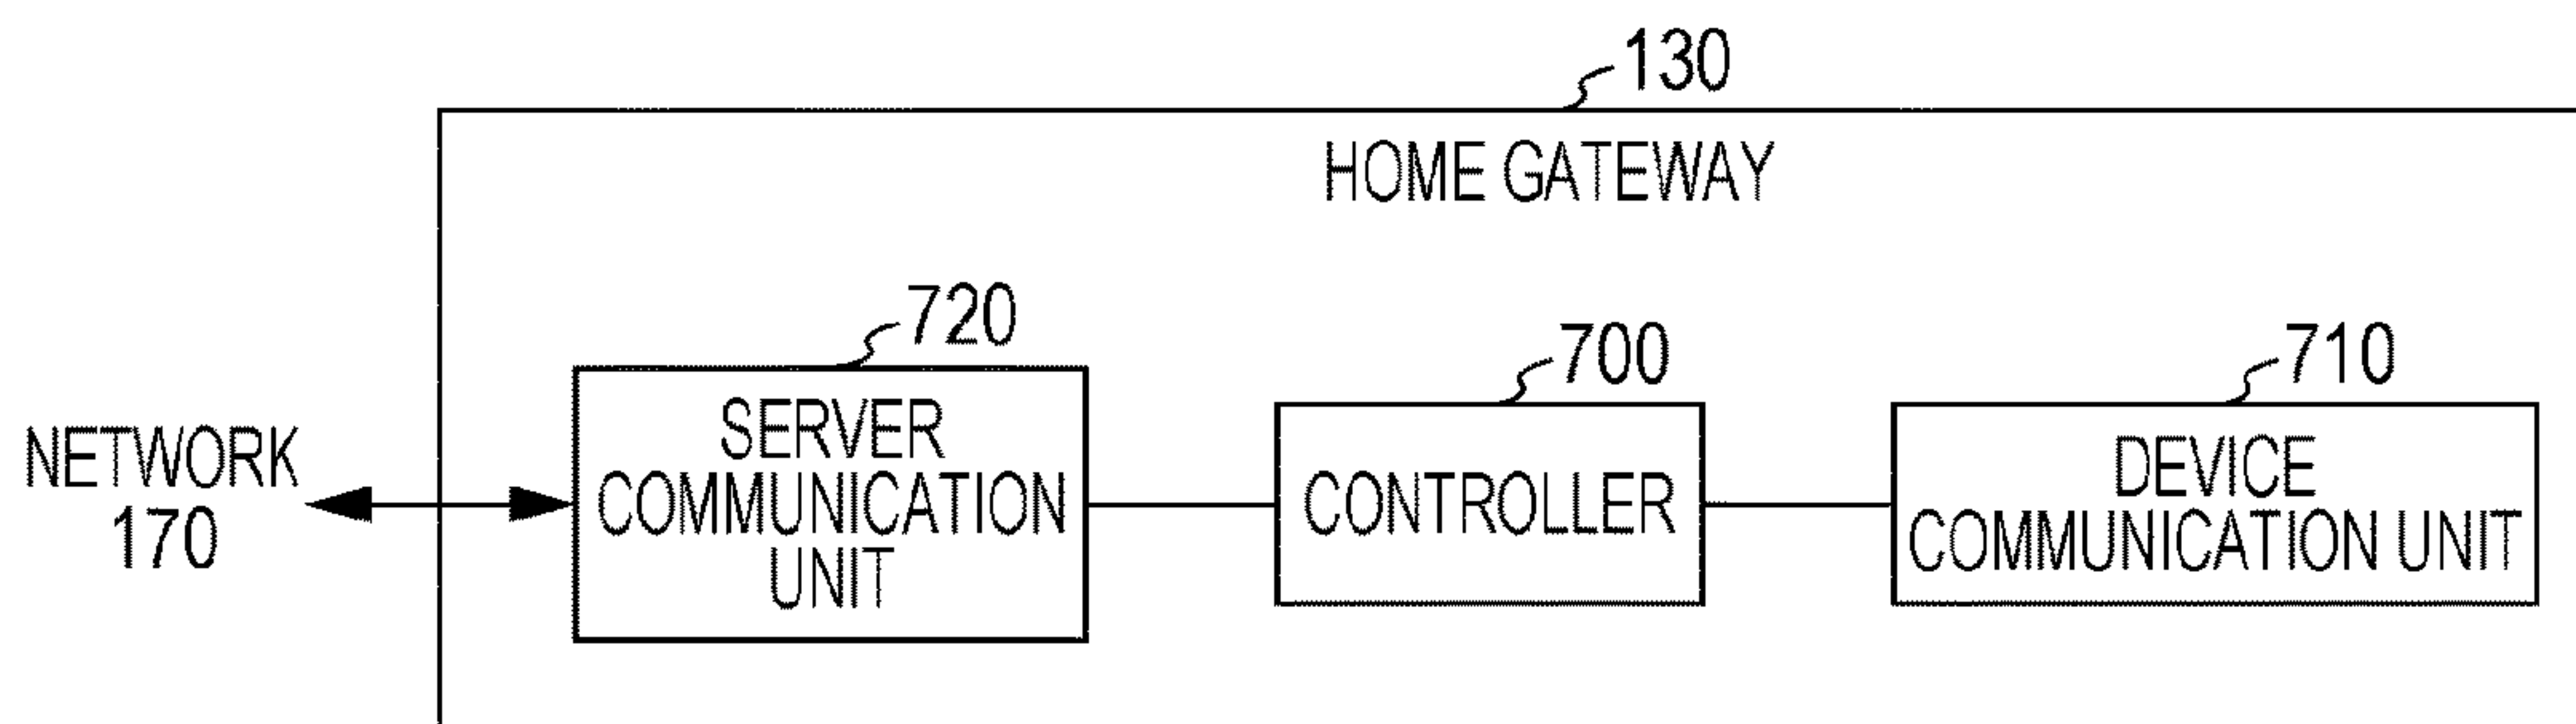 130
HOME GATEWAY
720
700
710
NETWORK
170
SERVER
COMMUNICATION
UNIT
CONTROLLER
DEVICE
COMMUNICATION UNIT